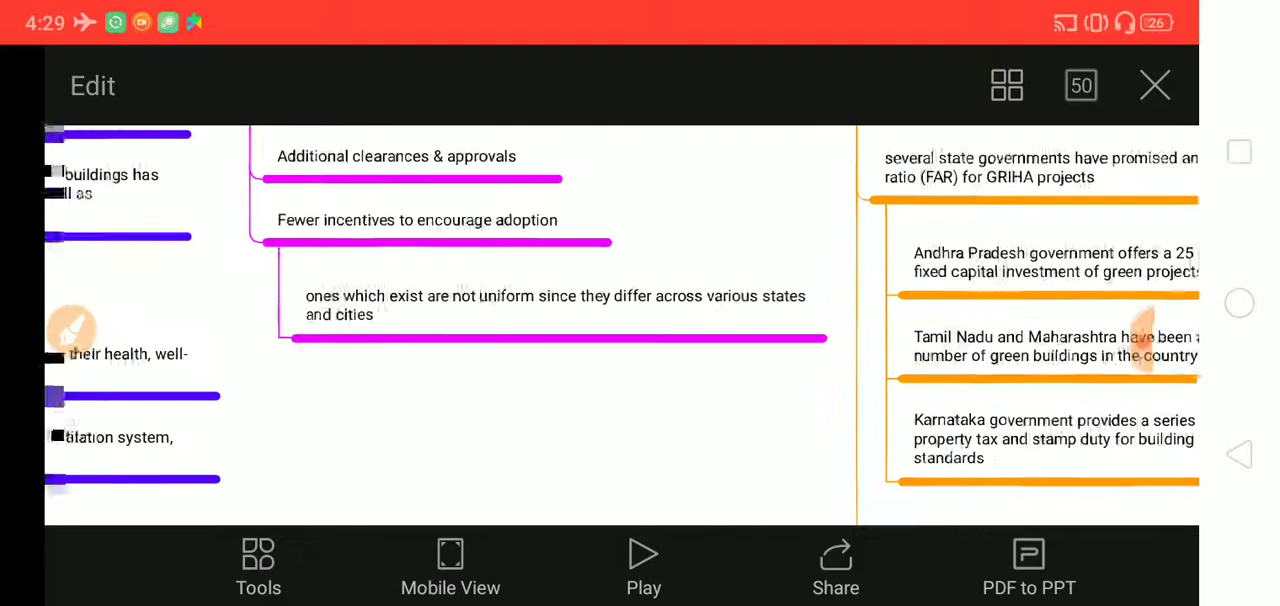 4:29
26
Edit
50
buildings has
ll as
their health, well-
system,
Additional clearances & approvals
Fewer incentives to encourage adoption
ones which exist are not uniform since they differ across various states
and cities
several state governments have promised an
ratio (FAR) for GRIHA projects
Andhra Pradesh government offers a 25
fixed capital investment of green projects
Tamil Nadu and Maharashtra have been
number of green buildings in the country
Karnataka government provides a series
property tax and stamp duty for building
standards
Tools
Mobile View
Play
Share
PDF to PPT